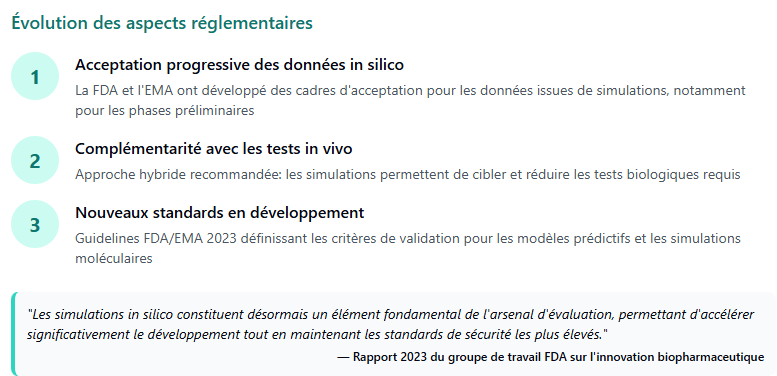 Évolution des aspects réglementaires
1
Acceptation progressive des données in silico
La FDA et l'EMA ont développé des cadres d'acceptation pour les données issues de simulations, notamment
pour les phases préliminaires
2
Complémentarité avec les tests in vivo
Approche hybride recommandée: les simulations permettent de cibler et réduire les tests biologiques requis
3
Nouveaux standards en développement
Guidelines FDA/EMA 2023 définissant les critères de validation pour les modèles prédictifs et les simulations
moléculaires
"Les simulations in silico constituent désormais un élément fondamental de l'arsenal d'évaluation, permettant d'accélérer
significativement le développement tout en maintenant les standards de sécurité les plus élevés."
— Rapport 2023 du groupe de travail FDA sur l'innovation biopharmaceutique